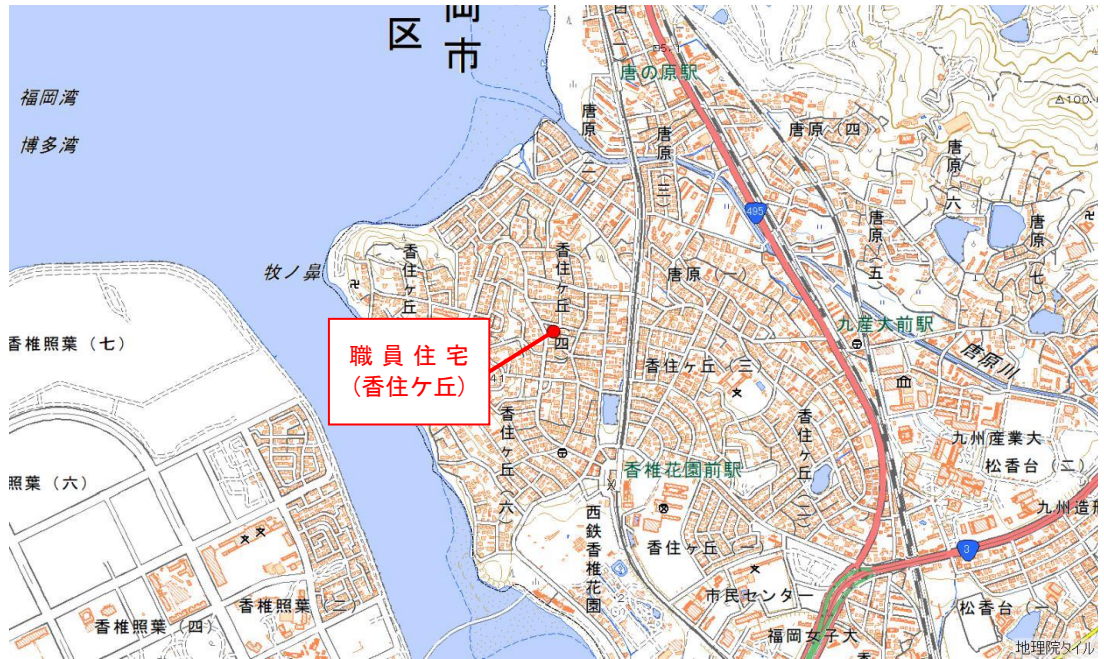 岡市
区
福岡湾
博多湾
牧ノ鼻
香椎照葉（七）
照葉（六）
香椎照葉（四）
香椎照葉（二）
職員住宅
(香住ケ丘)
香住ヶ丘
香住ヶ丘（四）
41
香住ヶ丘（六）
唐原（二）
唐の原駅
唐原（三）
唐原（四）
唐原（六）
唐原（七）
唐原（五）
唐原（一）
495
100
九産大前駅
唐原川
香住ヶ丘（三）
香住ヶ丘（二）
香椎花園前駅
西鉄香椎花園
香住ヶ丘（一）
市民センター
福岡女子大
九州産業大
松香台（二）
九州造形
3
松香台（一）
地理院タイル